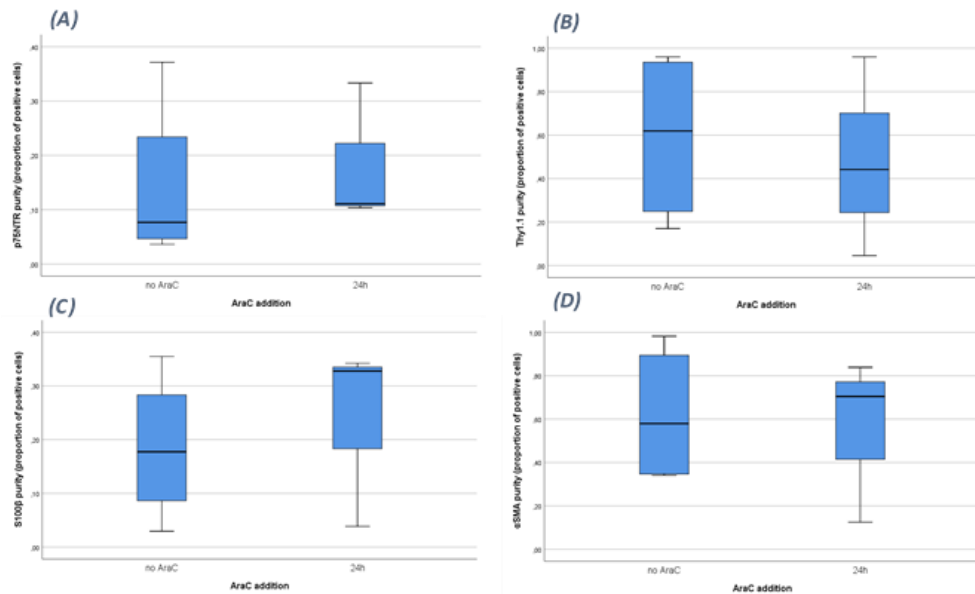 (A)
p75NTR purity (proportion of positive cells)
,40
,30
,20
,10
,00
no AraC
24h
AraC addition
(B)
Thy1.1 purity (proportion of positive cells)
1,00
,80
,60
,40
,20
,00
no AraC
24h
AraC addition
(C)
S100β purity (proportion of positive cells)
,40
,30
,20
,10
,00
no AraC
24h
AraC addition
(D)
αSMA purity (proportion of positive cells)
1,00
,80
,60
,40
,20
,00
no AraC
24h
AraC addition